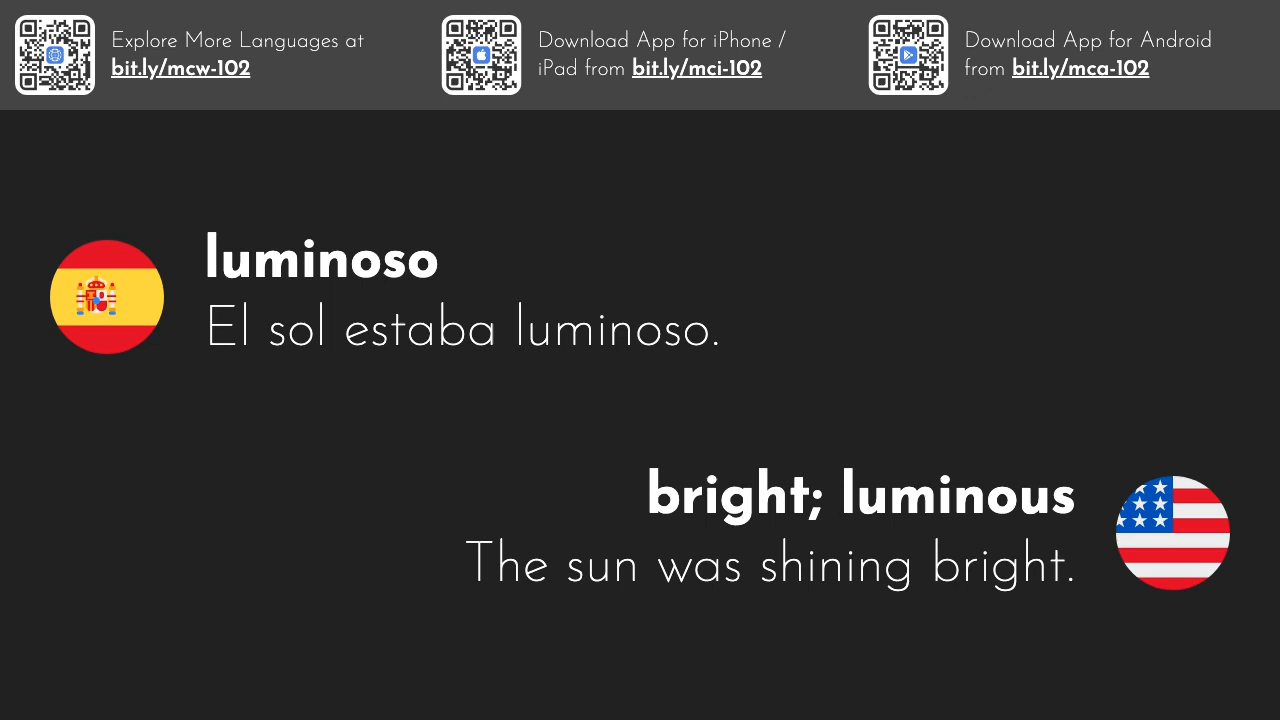 Explore More Languages at
bit.ly/mcw-102
Download App for iPhone /
iPad from bit.ly/mci-102
Download App for Android
from bit.ly/mca-102
luminoso
El sol estaba luminoso.
bright; luminous
The sun was shining bright.